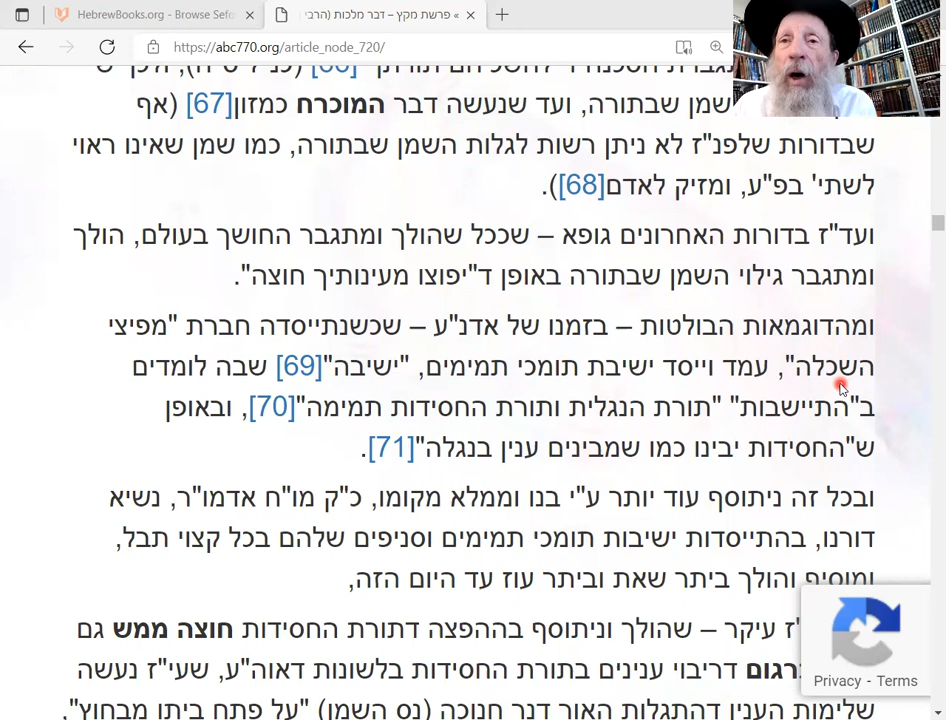 HebrewBooks.org - Browse Sefo
« פרשת מקץ – דבר מלכות (הרבי
https://abc770.org/article_node_720/
שמן שבתורה, ועד שנעשה דבר המוכרח כמזון[67] (אף
שבדורות שלפנ"ז לא ניתן רשות לגלות השמן שבתורה, כמו שמן שאינו ראוי
לשתי' בפ"ע, ומזיק לאדם[68]).
ועד"ז בדורות האחרונים גופא – שככל שהולך ומתגבר החושך בעולם, הולך
ומתגבר גילוי השמן שבתורה באופן ד"יפוצו מעינותיך חוצה".
ומהדוגמאות הבולטות – בזמנו של אדנ"ע – שכשנתייסדה חברת "מפיצי
השכלה", עמד וייסד ישיבת תומכי תמימים, "ישיבה"[69] שבה לומדים
ב"התיישבות" "תורת הנגלית ותורת החסידות תמימה"[70], ובאופן
ש"החסידות יבינו כמו שמבינים ענין בנגלה"[71].
ובכל זה ניתוסף עוד יותר ע"י בנו וממלא מקומו, כ"ק מו"ח אדמו"ר, נשיא
דורנו, בהתייסדות ישיבות תומכי תמימים וסניפים שלהם בכל קצוי תבל,
ומוסיף והולך ביתר שאת וביתר עוז עד היום הזה,
עיקר – שהולך וניתוסף בההפצה דתורת החסידות חוצה ממש גם
דריבוי ענינים בתורת החסידות בלשונות דאוה"ע, שעי"ז נעשה
שלימות הענין דהתגלות האור דנר חנוכה (נס השמן) "על פתח ביתו מבחוץ",
Privacy - Terms